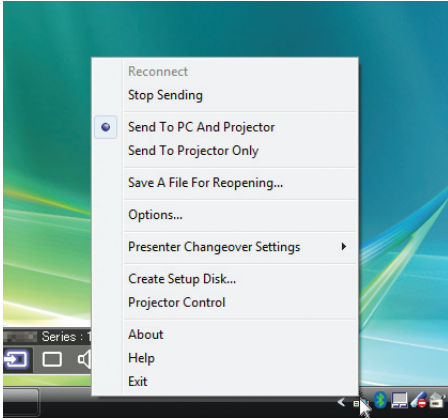 Reconnect
Stop Sending
Send To PC And Projector
Send To Projector Only
Save A File For Reopening...
Options...
Presenter Changeover Settings
Create Setup Disk...
Projector Control
About
Help
Exit
Series : 1